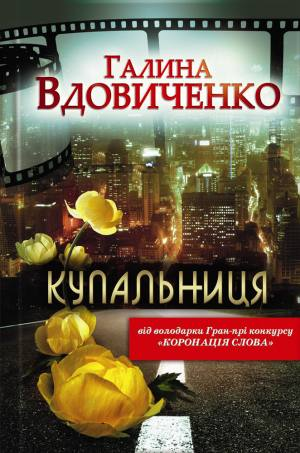 ГАЛИНА
ВДОВИЧЕНКО
КУПАЛЬНИЦЯ
від володарки Гран-прі конкурсу
«КОРОНАЦІЯ СЛОВА»